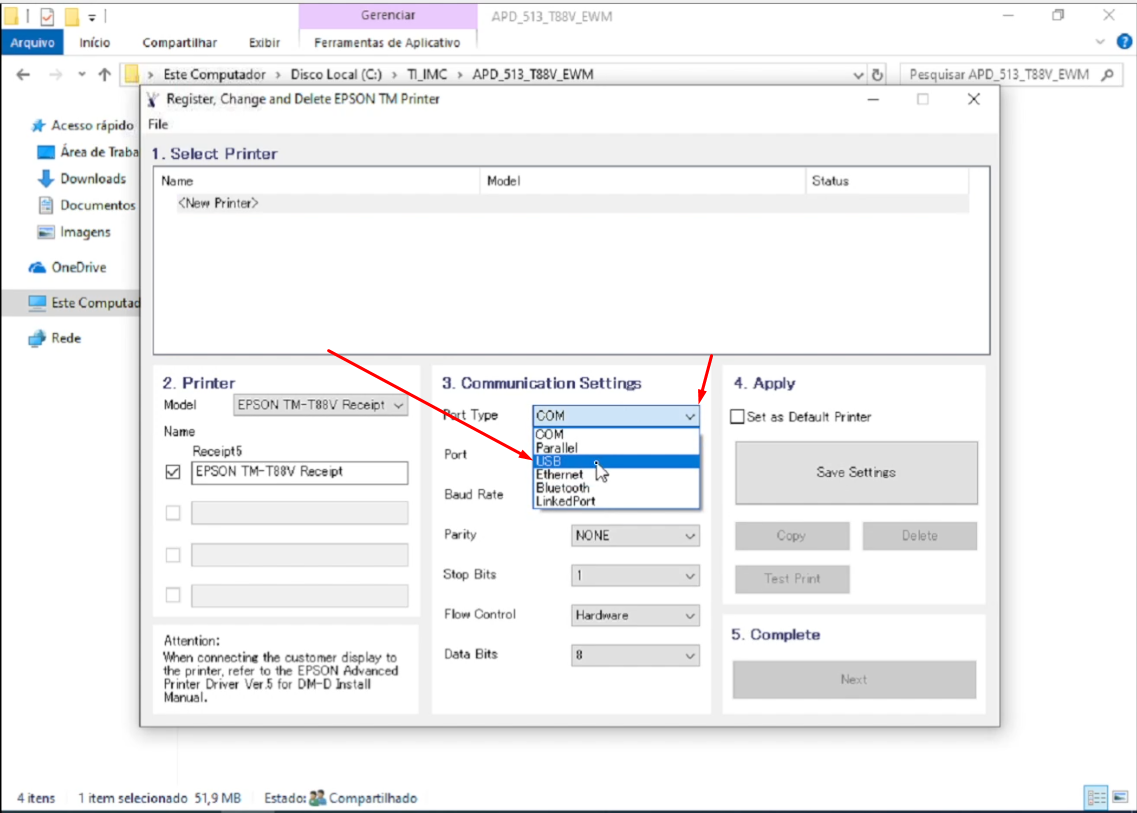 Gerenciar
APD_513_T88V_EWM
Arquivo
Início
Compartilhar
Exibir
Ferramentas de Aplicativo
Este Computador
Disco Local (C:)
TI_IMC
APD_513_T88V_EWM
Pesquisar APD_513_T88V_EWM
Acesso rápido
Área de Traba
Downloads
Documentos
Imagens
OneDrive
Este Computad
Rede
Register, Change and Delete EPSON TM Printer
File
1. Select Printer
Name
Model
Status
<New Printer>
2. Printer
Model
EPSON TM-T88V Receipt
Name
Receipt5
EPSON TM-T88V Receipt
Attention:
When connecting the customer display to
the printer, refer to the EPSON Advanced
Printer Driver Ver.5 for DM-D Install
Manual.
3. Communication Settings
Port Type
COM
COM
Parallel
USB
Ethernet
Bluetooth
LinkedPort
Port
Baud Rate
Parity
NONE
Stop Bits
1
Flow Control
Hardware
Data Bits
8
4. Apply
Set as Default Printer
Save Settings
Copy
Delete
Test Print
5. Complete
Next
4 itens
1 item selecionado 51,9 MB
Estado:
Compartilhado